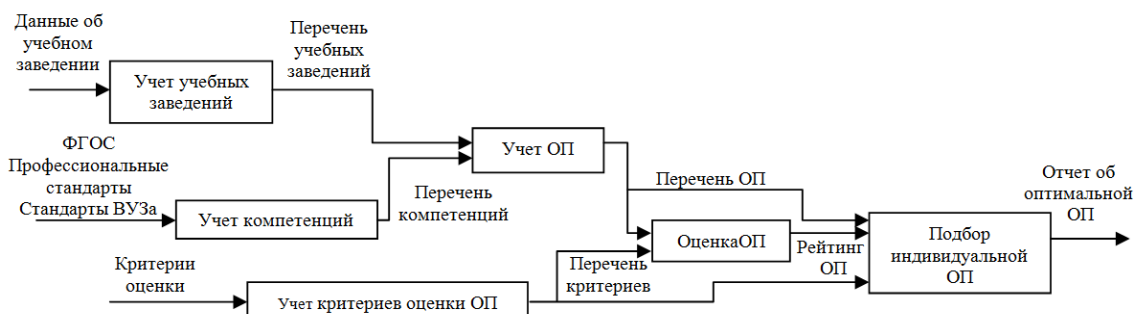 Данные об
учебном
заведении
Перечень
учебных
заведений
Учет учебных
заведений
ФГОС
Профессиональные
стандарты
Стандарты ВУЗа
Учет ОП
Перечень
компетенций
Учет компетенций
Перечень ОП
Отчет об
оптимальной
ОП
ОценкаОП
Рейтинг
ОП
Подбор
индивидуальной
ОП
Критерии
оценки
Перечень
критериев
Учет критериев оценки ОП